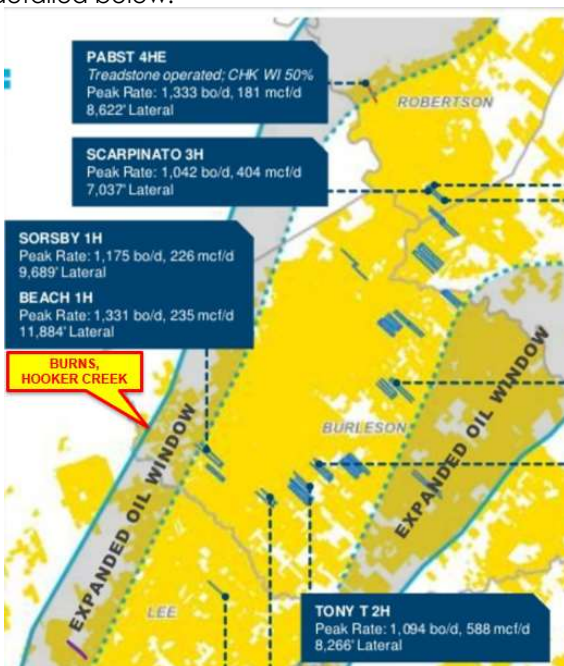 detailed below:
PABST 4HE
Treadstone operated; CHK WI 50%
Peak Rate: 1,333 bo/d, 181 mcf/d
8,622' Lateral
ROBERTSON
SCARPINATO 3H
Peak Rate: 1,042 bo/d, 404 mcf/d
7,037' Lateral
SORSBY 1H
Peak Rate: 1,175 bo/d, 226 mcf/d
9,689' Lateral
BEACH 1H
Peak Rate: 1,331 bo/d, 235 mcf/d
11,884' Lateral
BURNS,
HOOKER CREEK
BURLESON
EXPANDED OIL WINDOW
EXPANDED OIL WINDOW
LEE
TONY T 2H
Peak Rate: 1,094 bo/d, 588 mcf/d
8,266' Lateral